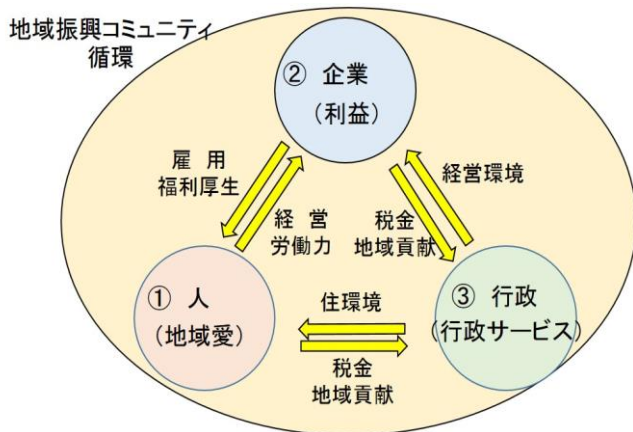 地域振興コミュニティ
循環
② 企業
（利益）
雇　用
福利厚生
経　営
労働力
税金
地域貢献
経営環境
① 人
（地域愛）
住環境
税金
地域貢献
③ 行政
（行政サービス）